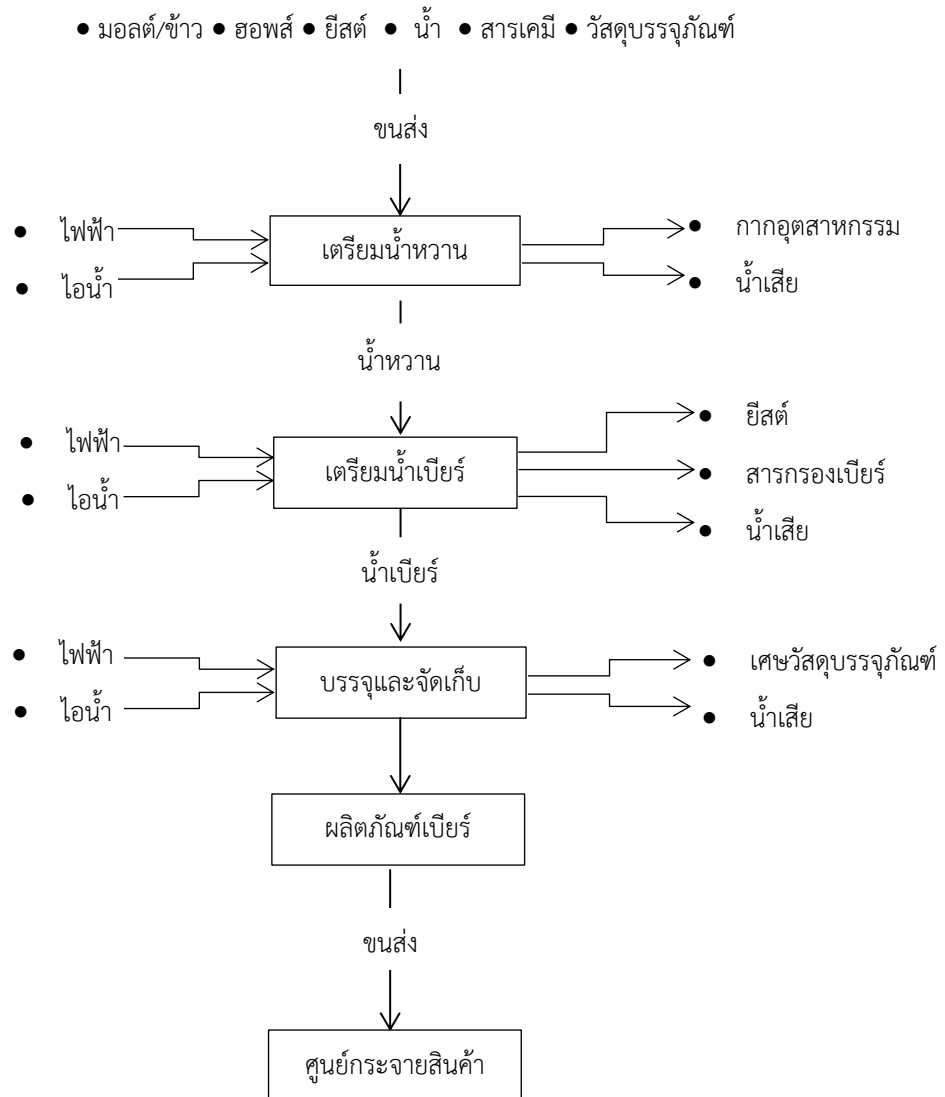 ● มอลต์/ข้าว ● ฮอพส์ ● ยีสต์ ● น้ำ ● สารเคมี ● วัสดุบรรจุภัณฑ์
ขนส่ง
● ไฟฟ้า
● ไอน้ำ
เตรียมน้ำหวาน
● กากอุตสาหกรรม
● น้ำเสีย
น้ำหวาน
● ไฟฟ้า
● ไอน้ำ
เตรียมน้ำเบียร์
● ยีสต์
● สารกรองเบียร์
● น้ำเสีย
น้ำเบียร์
● ไฟฟ้า
● ไอน้ำ
บรรจุและจัดเก็บ
● เศษวัสดุบรรจุภัณฑ์
● น้ำเสีย
ผลิตภัณฑ์เบียร์
ขนส่ง
ศูนย์กระจายสินค้า